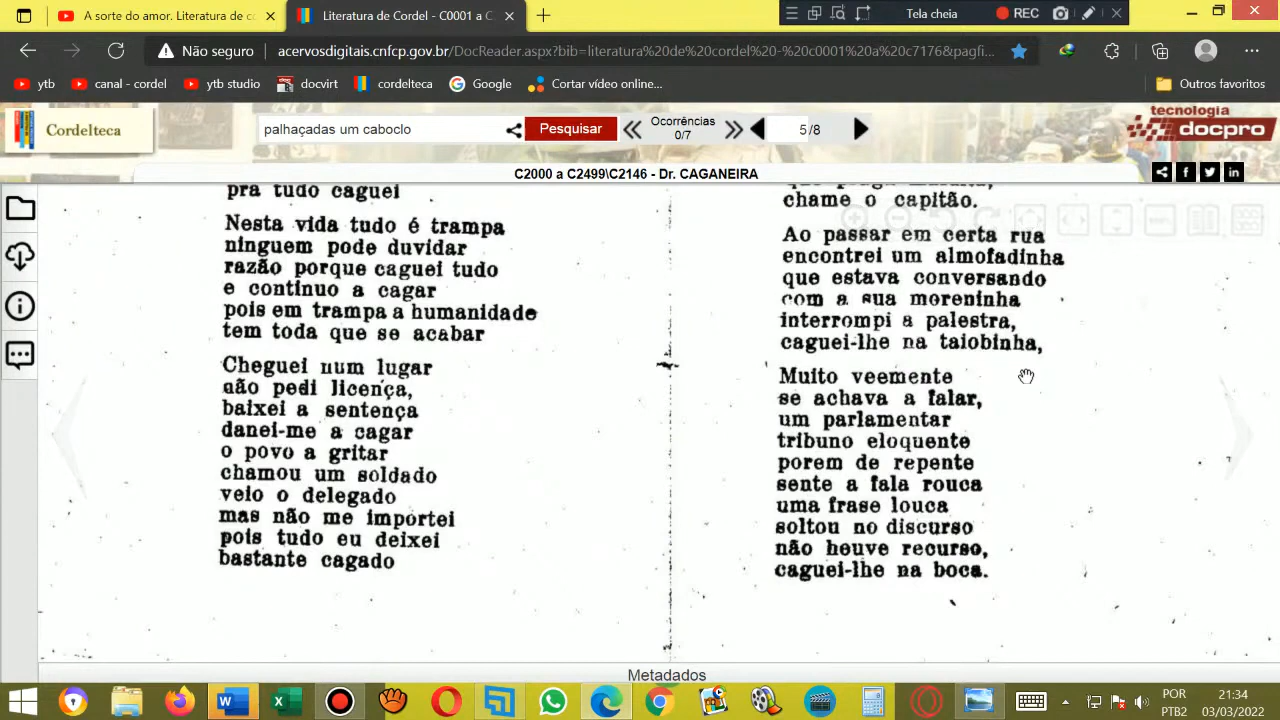 A sorte do amor. Literatura de co
Literatura de Cordel - C0001 a C
Tela cheia
REC
Não seguro
acervosdigitais.cnfcp.gov.br/DocReader.aspx?bib=literatura%20de%20cordel%20-%20c0001%20a%20c7176&pagfi...
ytb
canal - cordel
ytb studio
docvirt
cordelteca
Google
Cortar vídeo online...
Outros favoritos
Cordelteca
palhaçadas um caboclo
Pesquisar
Ocorrências
0/7
5/8
tecnologia
docpro
C2000 a C2499\C2146 - Dr. CAGANEIRA
pra tudo caguei
Nesta vida tudo é trampa
ninguem pode duvidar
razão porque caguei tudo
e continuo a cagar
pois em trampa a humanidade
tem toda que se acabar
Cheguei num lugar
não pedi licença,
baixei a sentença
danei-me a cagar
o povo a gritar
chamou um soldado
veio o delegado
mas não me importei
pois tudo eu deixei
bastante cagado
chame o capitão.
Ao passar em certa rua
encontrei um almofadinha
que estava conversando
com a sua moreninha
interrompi a palestra,
caguei-lhe na taiobinha,
Muito veemente
se achava a falar,
um parlamentar
tribuno eloquente
porem de repente
sente a fala rouca
uma frase louca
soltou no discurso
não houve recurso,
caguei-lhe na boca.
Metadados
POR
PTB2
21:34
03/03/2022